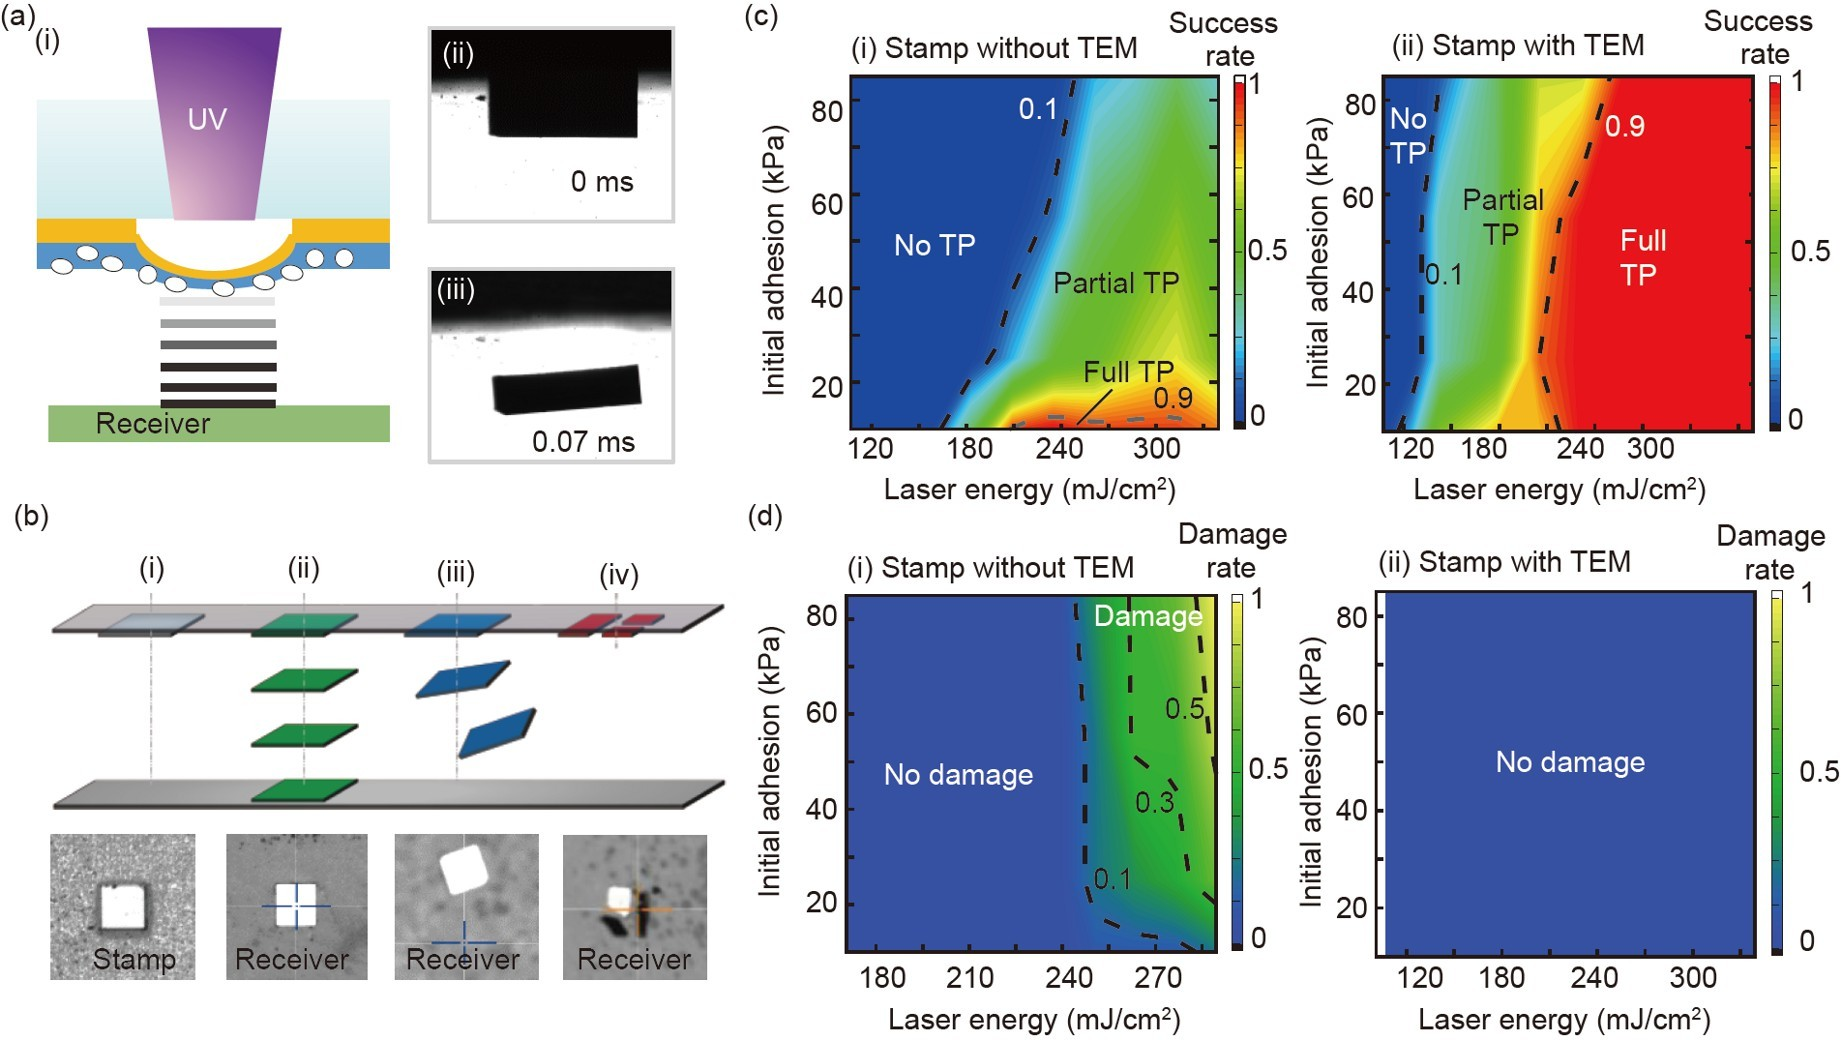 (a)
(i)
UV
Receiver
(ii)
0 ms
(iii)
0.07 ms
(b)
(i)
(ii)
(iii)
(iv)
Stamp
Receiver
Receiver
Receiver
(c)
(i) Stamp without TEM
Success
rate
0.1
No TP
Partial TP
Full TP
0.9
80
60
40
20
120
180
240
300
Initial adhesion (kPa)
Laser energy (mJ/cm²)
1
0.5
0
(ii) Stamp with TEM
Success
rate
No
TP
0.1
Partial
TP
0.9
Full
TP
80
60
40
20
120
180
240
300
Initial adhesion (kPa)
Laser energy (mJ/cm²)
1
0.5
0
(d)
(i) Stamp without TEM
Damage
rate
Damage
No damage
0.5
0.3
0.1
80
60
40
20
180
210
240
270
Initial adhesion (kPa)
Laser energy (mJ/cm²)
1
0.5
0
(ii) Stamp with TEM
Damage
rate
No damage
80
60
40
20
120
180
240
300
Initial adhesion (kPa)
Laser energy (mJ/cm²)
1
0.5
0